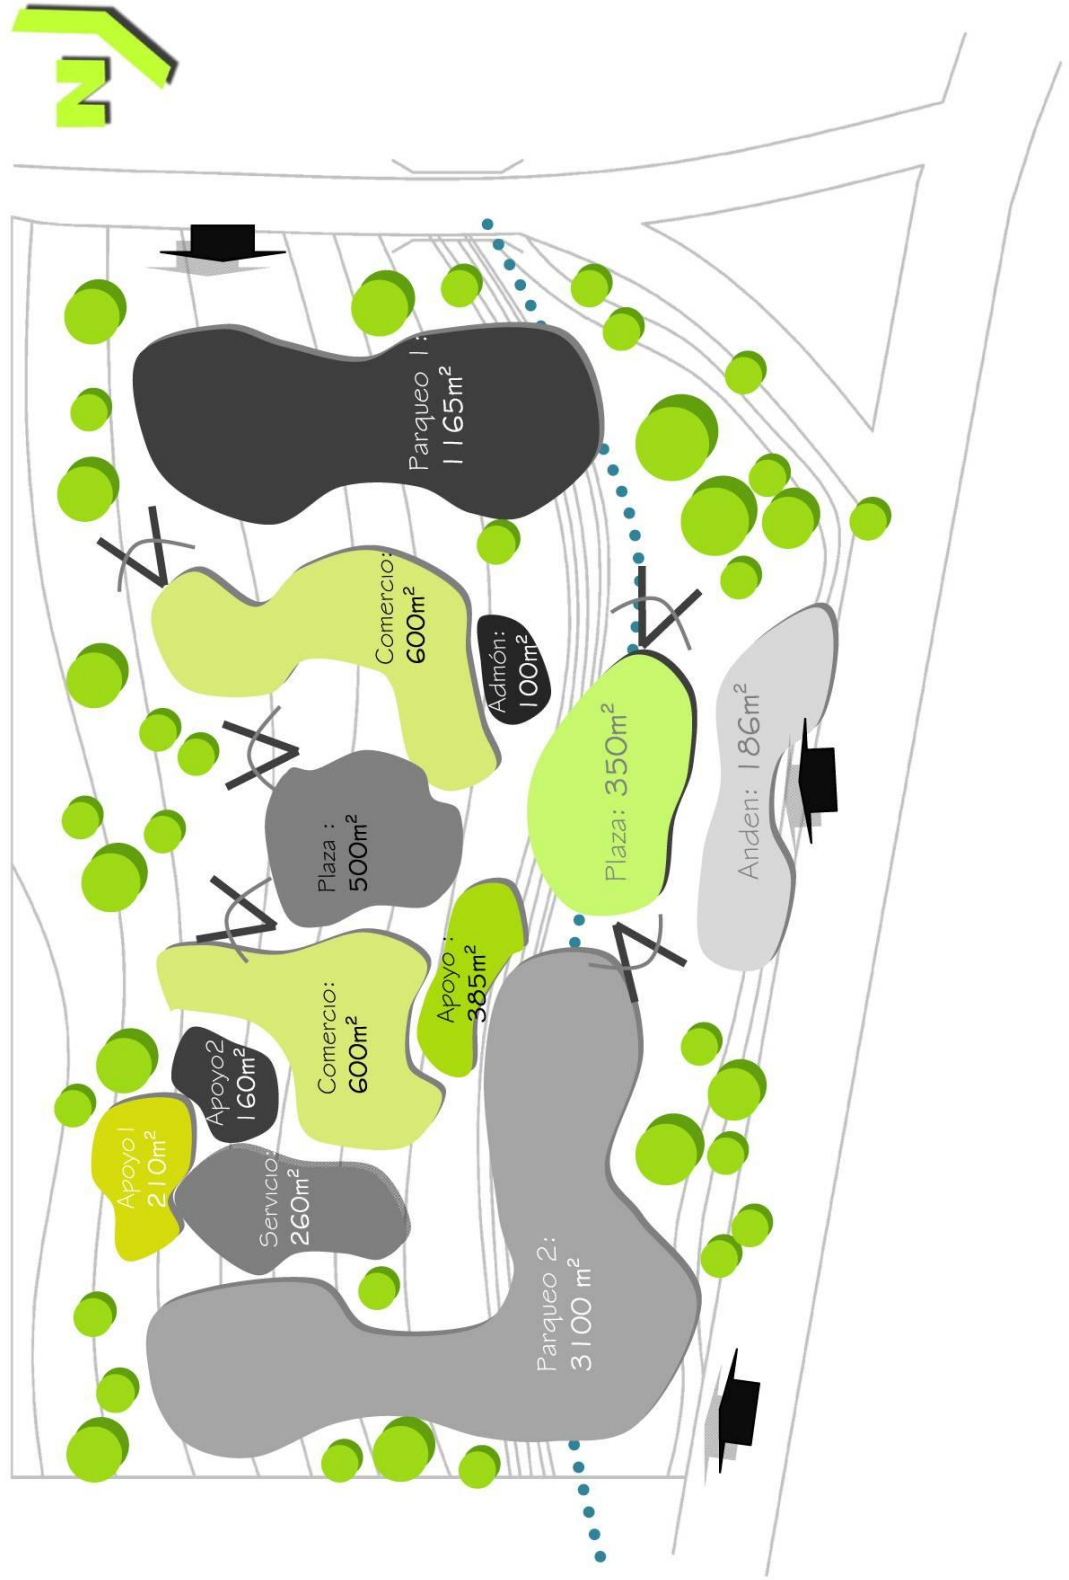 N
Parqueo 1:
1165m²
Comercio:
600m²
Admón:
100m²
Plaza :
500m²
Plaza: 350m²
Anden: 186m²
Apoyo :
385m²
Comercio:
600m²
Apoyo2
160m²
Apoyo1
210m²
Servicio:
260m²
Parqueo 2:
3100 m²